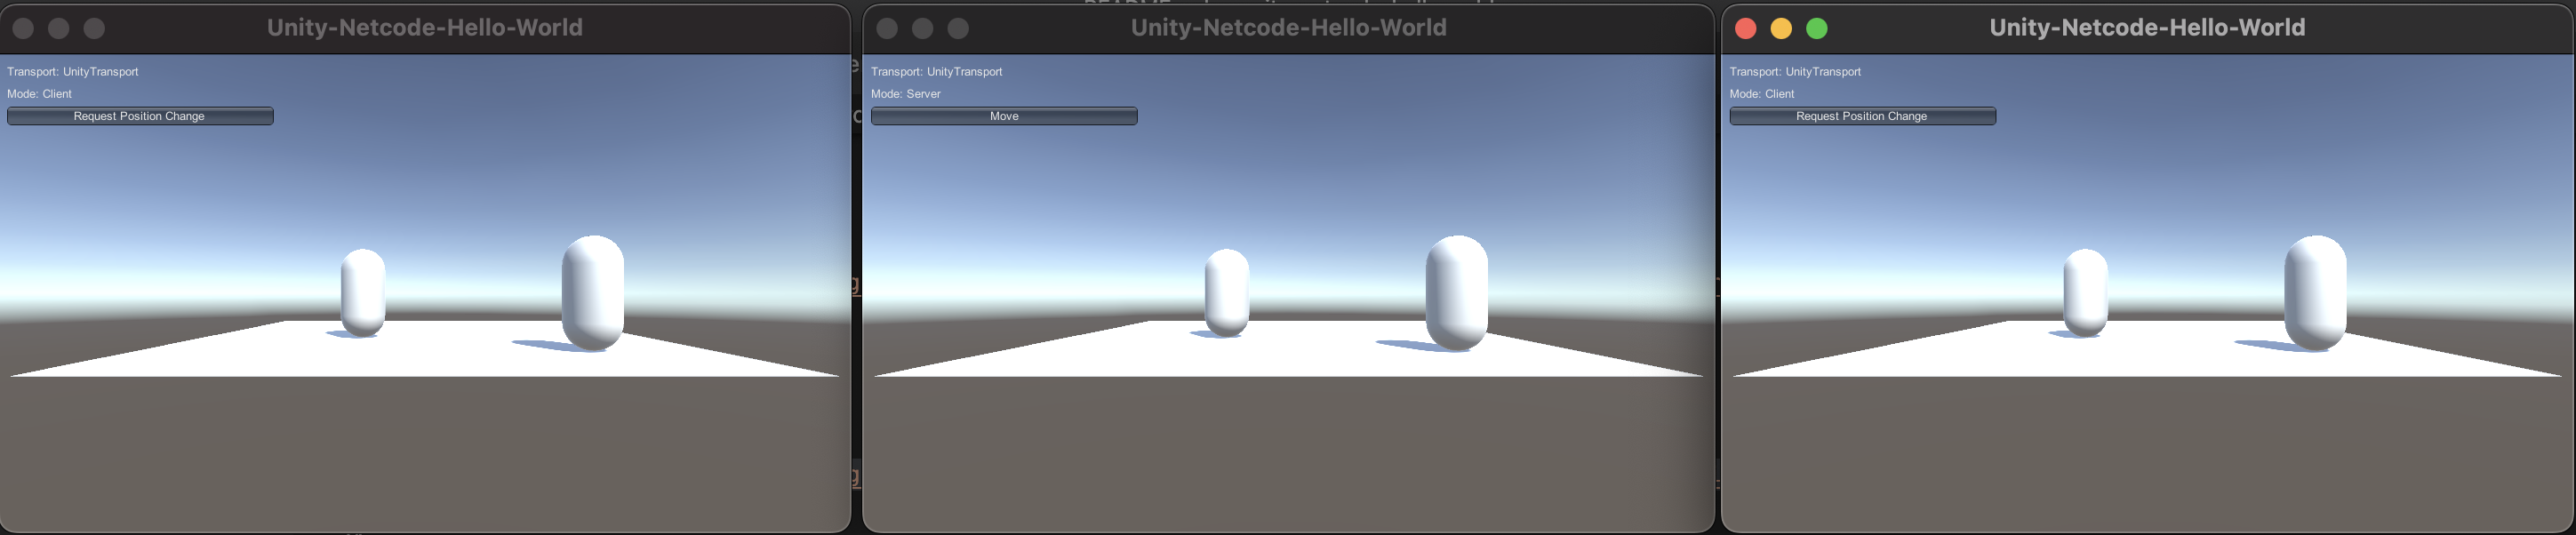 Unity-Netcode-Hello-World
Transport: UnityTransport
Mode: Client
Request Position Change
Unity-Netcode-Hello-World
Transport: UnityTransport
Mode: Server
Move
Unity-Netcode-Hello-World
Transport: UnityTransport
Mode: Client
Request Position Change